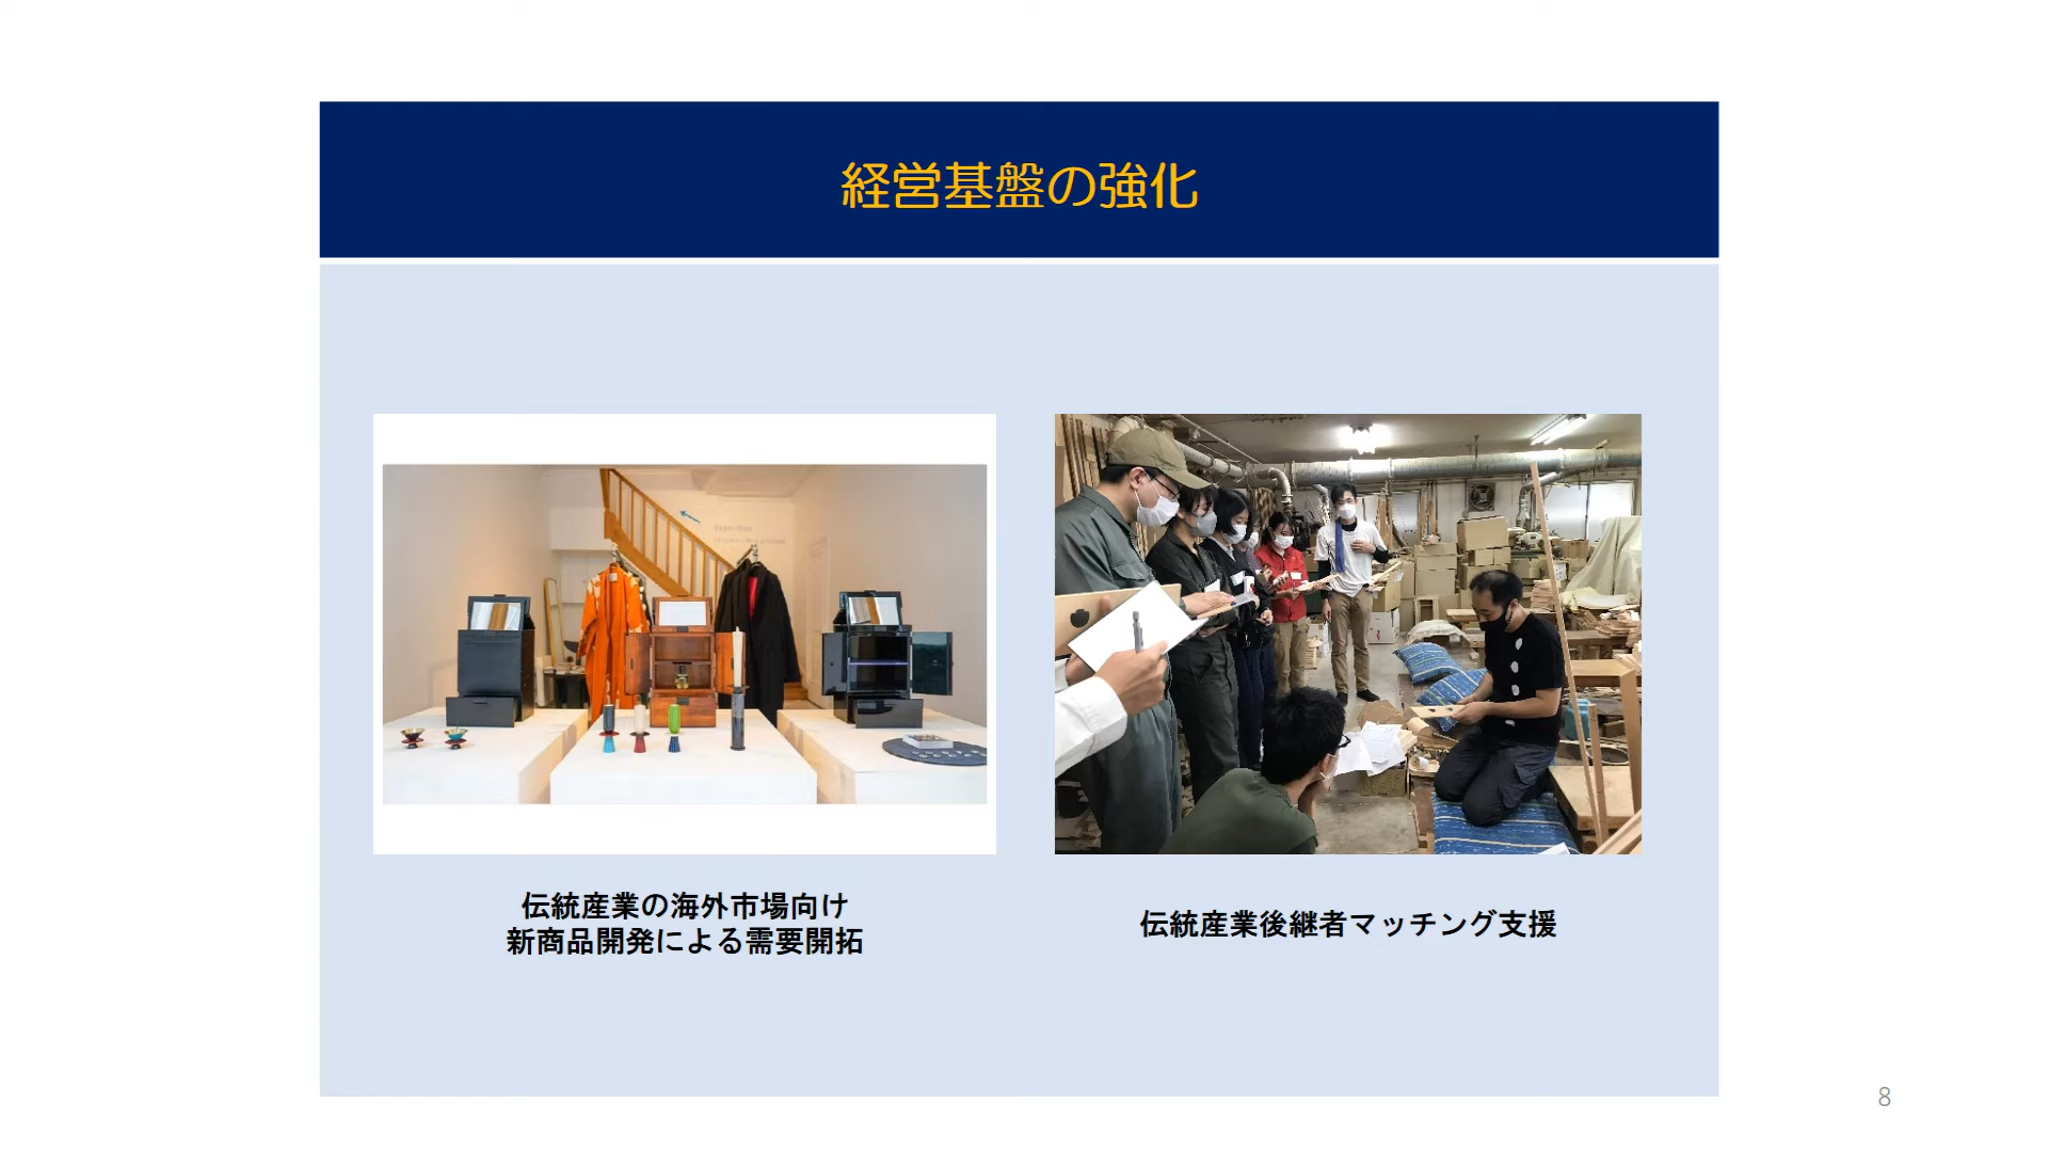 経営基盤の強化
伝統産業の海外市場向け
新商品開発による需要開拓
伝統産業後継者マッチング支援
8